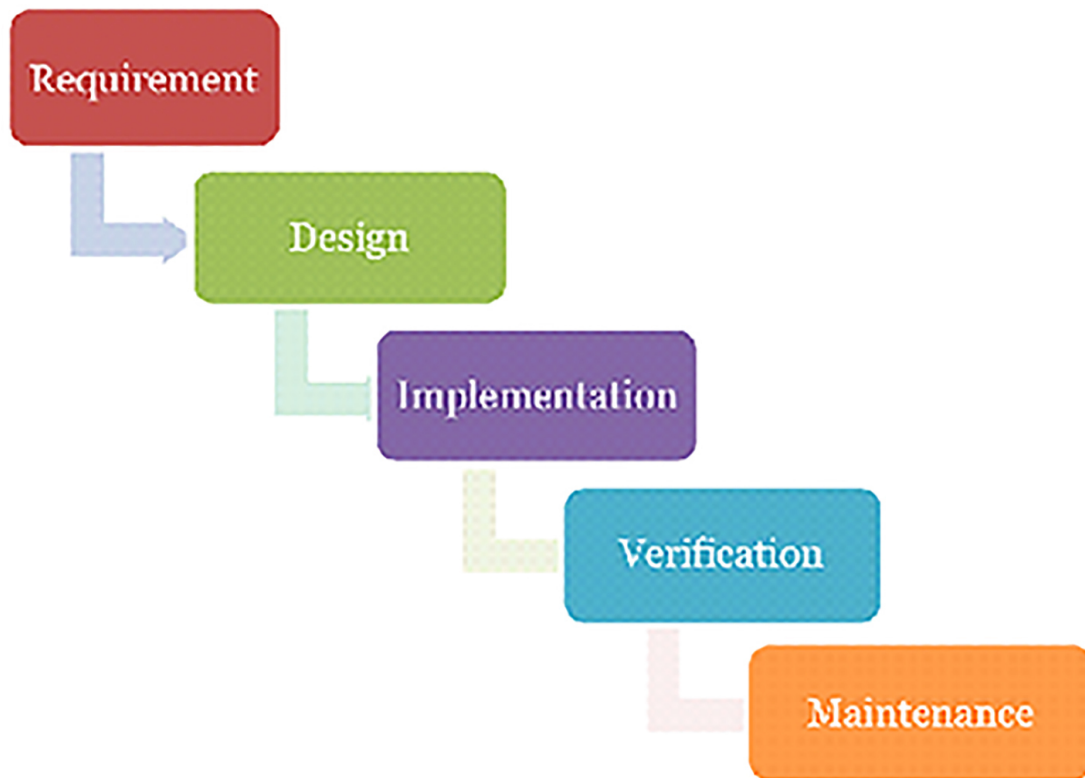 Requirement
Design
Implementation
Verification
Maintenance